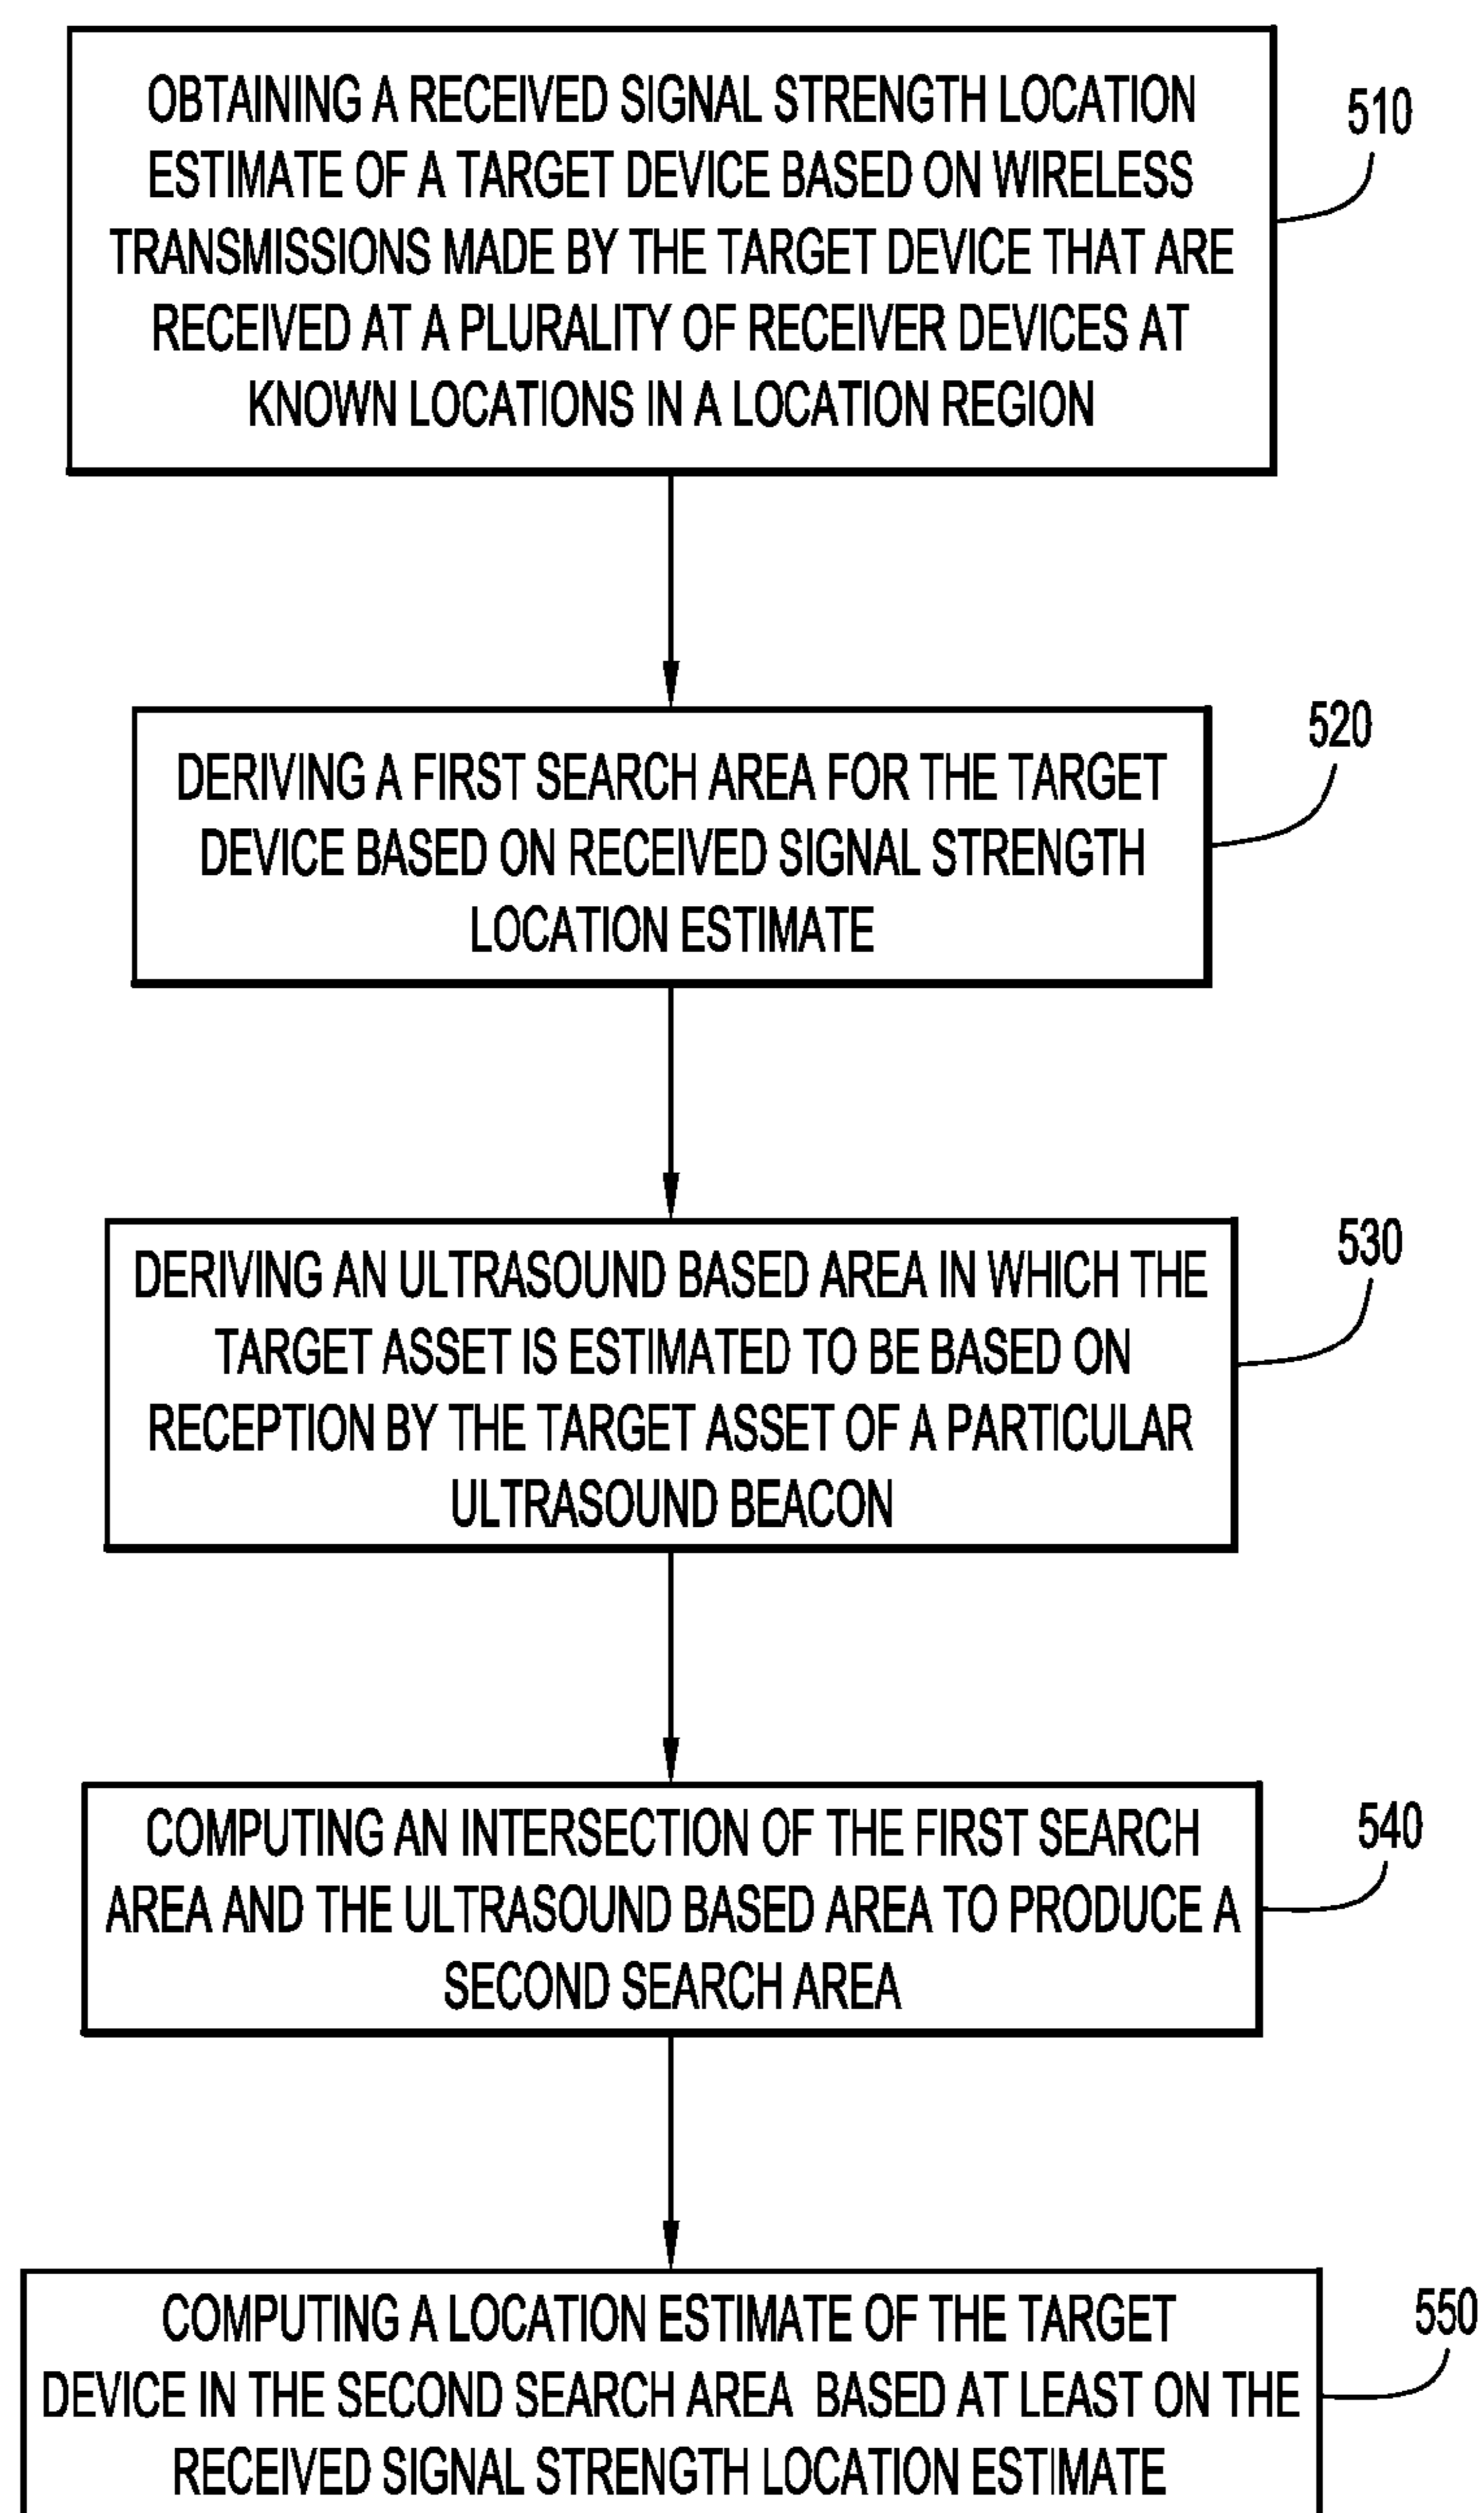 OBTAINING A RECEIVED SIGNAL STRENGTH LOCATION
ESTIMATE OF A TARGET DEVICE BASED ON WIRELESS
TRANSMISSIONS MADE BY THE TARGET DEVICE THAT ARE
RECEIVED AT A PLURALITY OF RECEIVER DEVICES AT
KNOWN LOCATIONS IN A LOCATION REGION
510
DERIVING A FIRST SEARCH AREA FOR THE TARGET
DEVICE BASED ON RECEIVED SIGNAL STRENGTH
LOCATION ESTIMATE
520
DERIVING AN ULTRASOUND BASED AREA IN WHICH THE
TARGET ASSET IS ESTIMATED TO BE BASED ON
RECEPTION BY THE TARGET ASSET OF A PARTICULAR
ULTRASOUND BEACON
530
COMPUTING AN INTERSECTION OF THE FIRST SEARCH
AREA AND THE ULTRASOUND BASED AREA TO PRODUCE A
SECOND SEARCH AREA
540
COMPUTING A LOCATION ESTIMATE OF THE TARGET
DEVICE IN THE SECOND SEARCH AREA BASED AT LEAST ON THE
RECEIVED SIGNAL STRENGTH LOCATION ESTIMATE
550